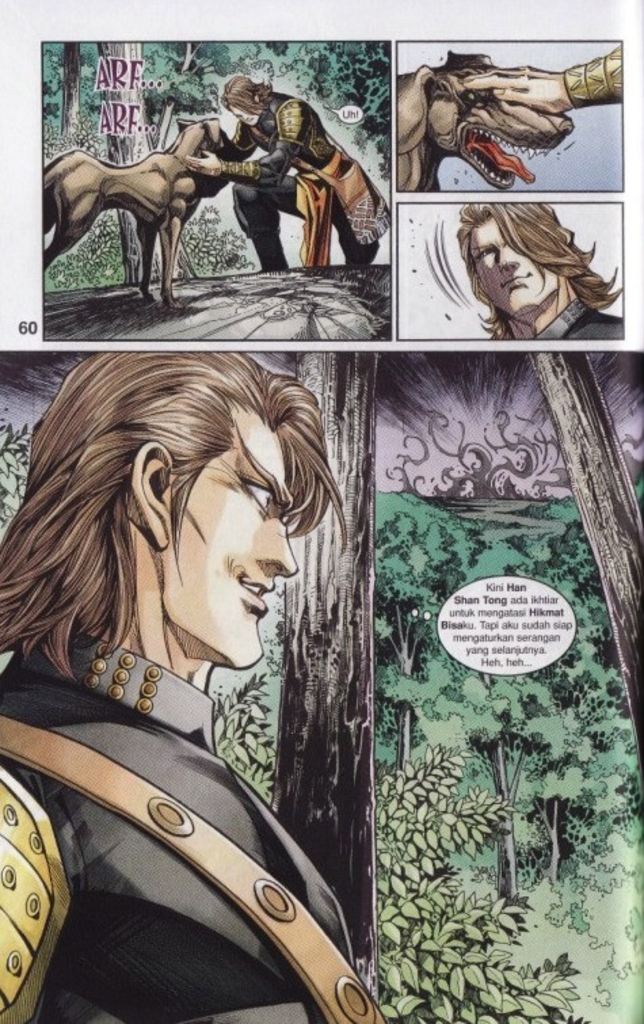 ARF...
ARF...
Uh!
60
Kini Han
Shan Tong ada ikhtiar
untuk mengatasi Hikmat
Bisaku. Tapi aku sudah siap
mengaturkan serangan
yang selanjutnya.
Heh, heh...